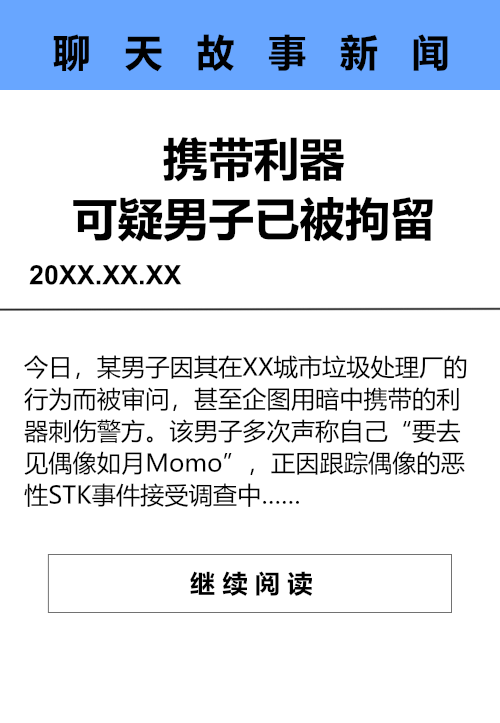 聊天故事新闻
携带利器
可疑男子已被拘留
20XX.XX.XX
今日，某男子因其在XX城市垃圾处理厂的
行为而被审问，甚至企图用暗中携带的利
器刺伤警方。该男子多次声称自己“要去
见偶像如月Momo”，正因跟踪偶像的恶
性STK事件接受调查中……
继续阅读